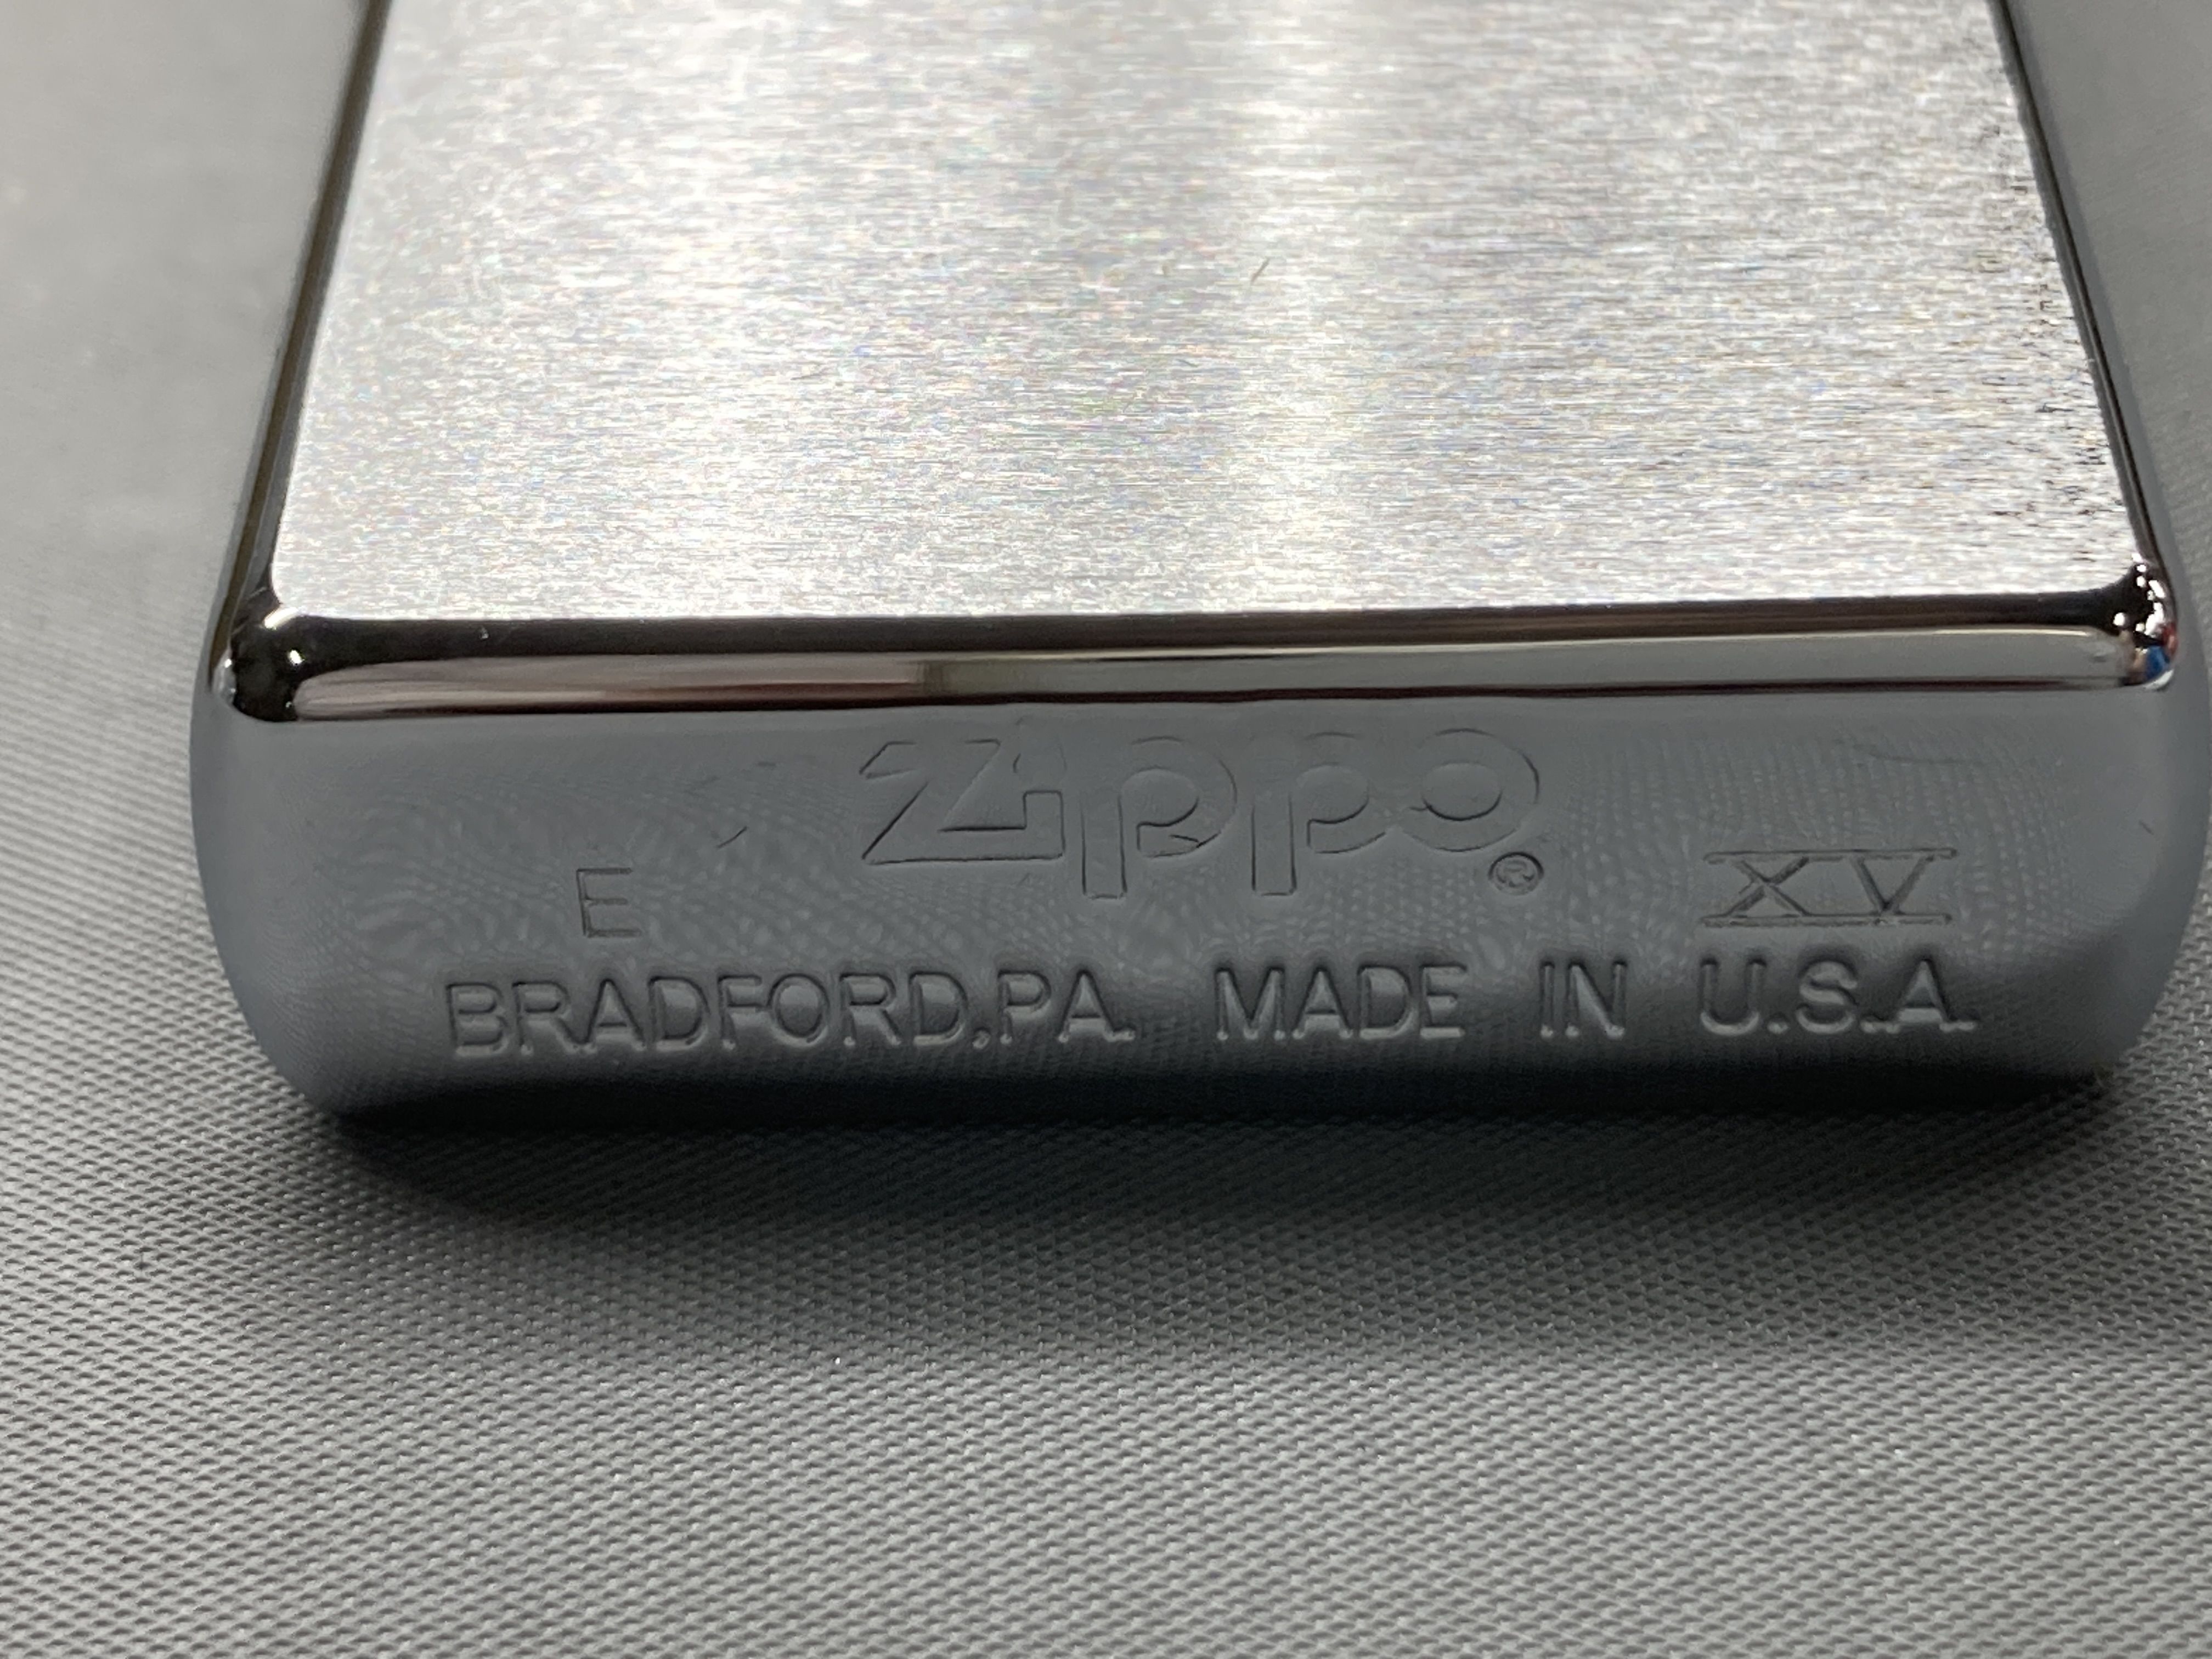 Zippo®
E XV
BRADFORD,PA. MADE IN U.S.A.